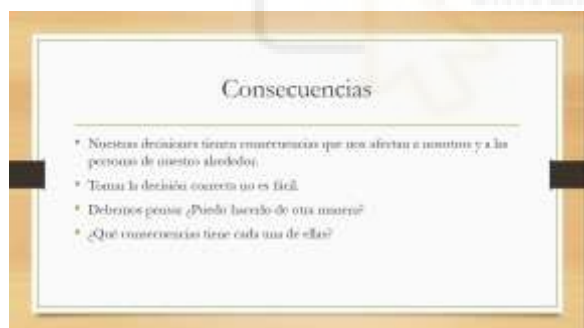 Consecuencias
• Nuestras decisiones tienen consecuencias que nos afectan a nosotros y a las
personas de nuestro alrededor.
• Tomar la decisión correcta no es fácil.
• Debemos pensar ¿Puedo hacerlo de otra manera?
• ¿Qué consecuencias tiene cada una de ellas?